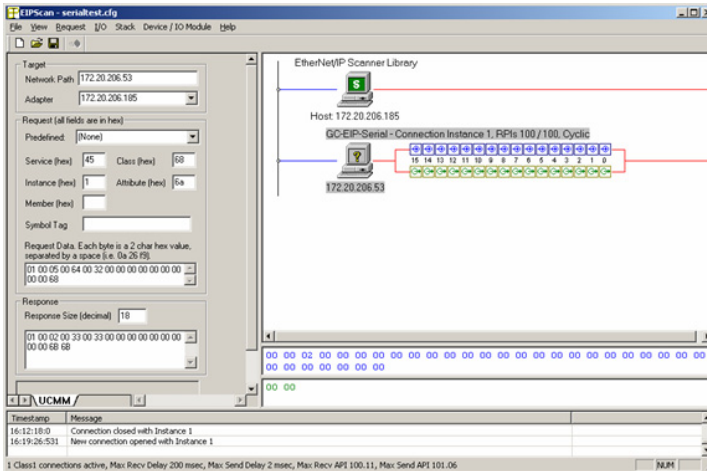 EIPScan - serialtest.cfg
File View Request I/O Stack Device / IO Module Help
Target
Network Path 172.20.206.53
Adapter 172.20.206.185
Request (all fields are in hex)
Predefined: (None)
Service (hex) 45 Class (hex) 68
Instance (hex) 1 Attribute (hex) 6a
Member (hex)
Symbol Tag
Request Data. Each byte is a 2 char hex value,
separated by a space (i.e. 0a 26 f9).
01 00 05 00 64 00 32 00 00 00 00 00 00 00
00 00 68
Response
Response Size (decimal) 18
01 00 02 00 33 00 33 00 00 00 00 00 00 00
00 00 6B 6B
UCMM
EtherNet/IP Scanner Library
S
Host: 172.20.206.185
GC-EIP-Serial - Connection Instance 1, RPIs 100 / 100, Cyclic
?
15 14 13 12 11 10 9 8 7 6 5 4 3 2 1 0
172.20.206.53
00 00 02 00 00 00 00 00 00 00 00 00 00 00 00 00 00 00 00 00 00 00 00 00 00
00 00 00 00 00 00 00
00 00
Timestamp Message
16:12:18:0 Connection closed with Instance 1
16:19:26:531 New connection opened with Instance 1
1 Class1 connections active, Max Recv Delay 200 msec, Max Send Delay 2 msec, Max Recv API 100.11, Max Send API 101.06
NUM